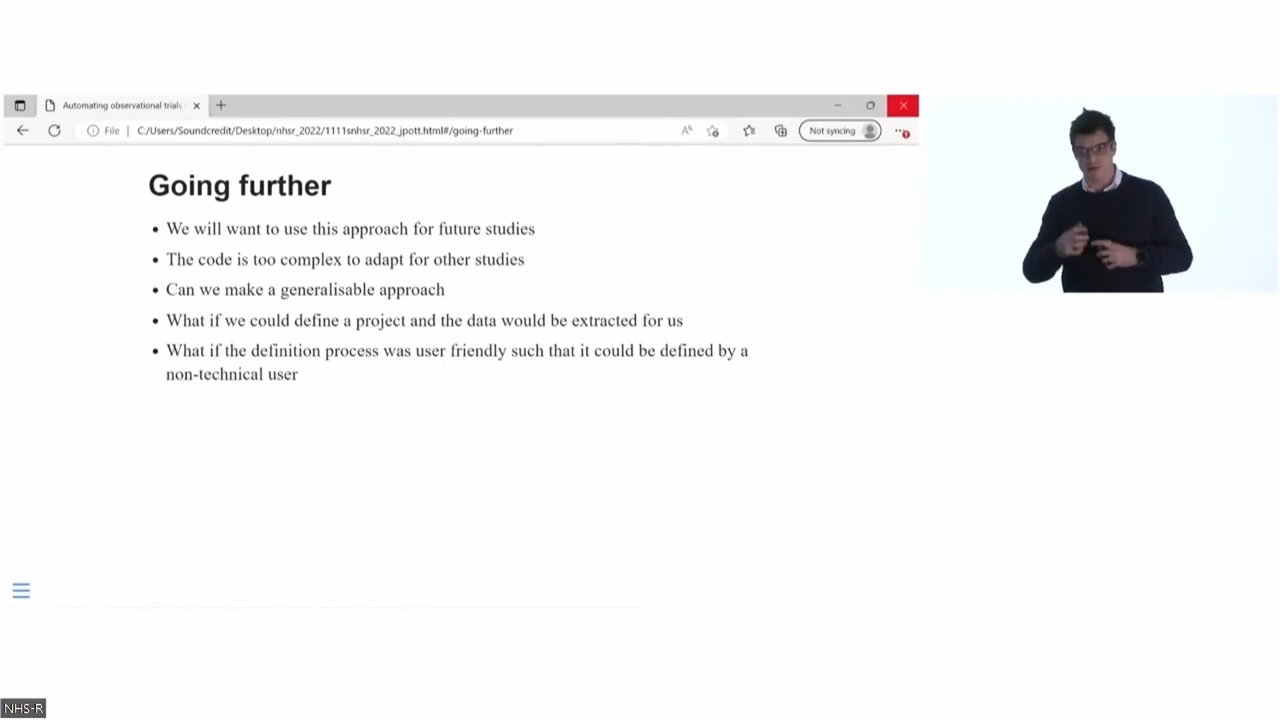 Automating observational trials
File
C:/Users/Soundcredit/Desktop/nhsr_2022/1111snhsr_2022_jpott.html#/going-further
Not syncing
Going further
• We will want to use this approach for future studies
• The code is too complex to adapt for other studies
• Can we make a generalisable approach
• What if we could define a project and the data would be extracted for us
• What if the definition process was user friendly such that it could be defined by a
non-technical user
NHS-R